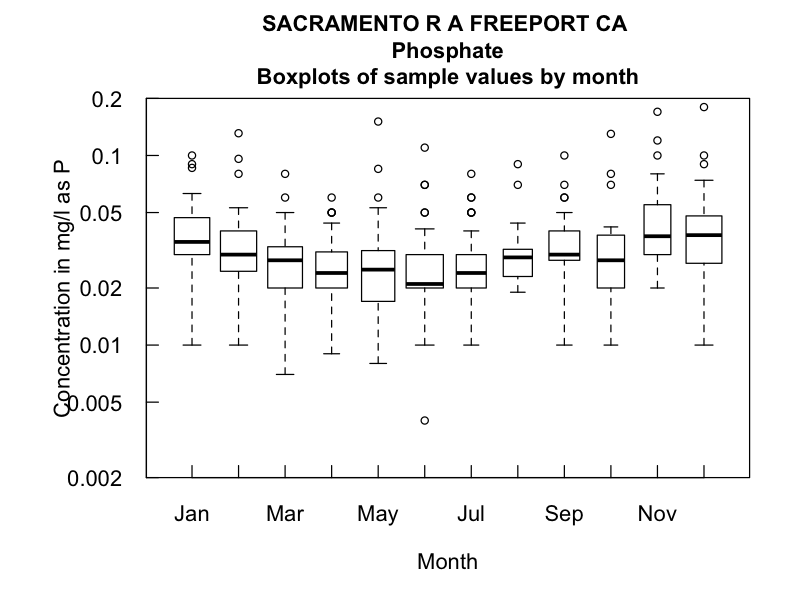 SACRAMENTO R A FREEPORT CA
Phosphate
Boxplots of sample values by month
Concentration in mg/l as P
0.2
0.1
0.05
0.02
0.01
0.005
0.002
Jan Mar May Jul Sep Nov
Month